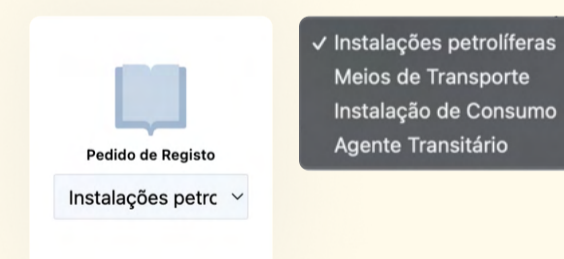 Pedido de Registo
Instalações petrc
✓ Instalações petrolíferas
Meios de Transporte
Instalação de Consumo
Agente Transitário